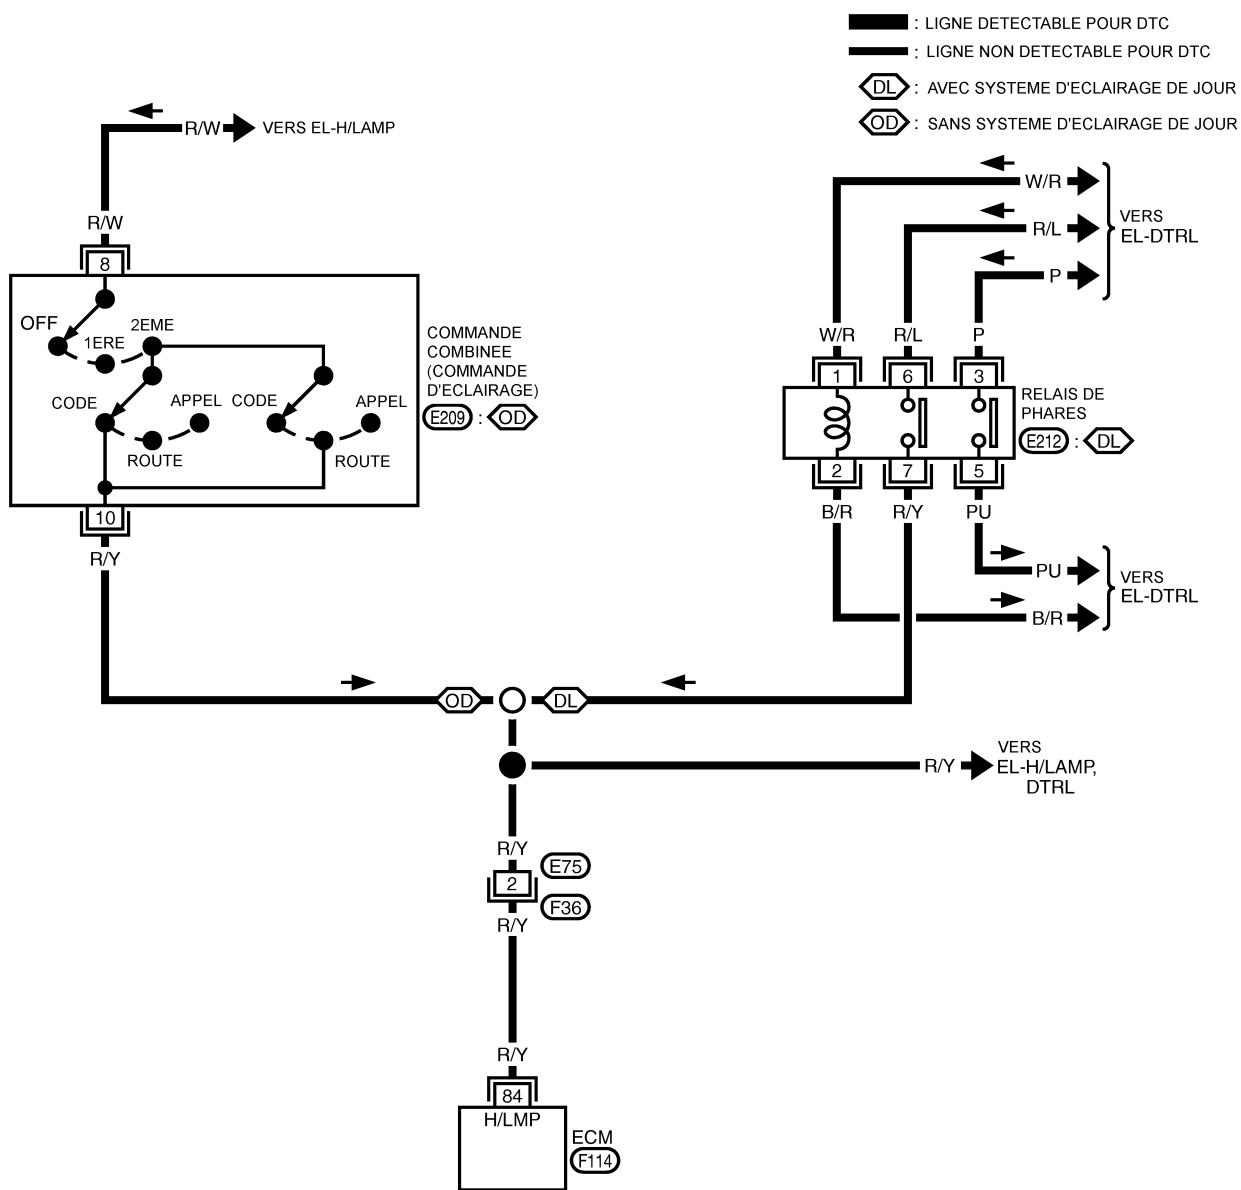 : LIGNE DETECTABLE POUR DTC
: LIGNE NON DETECTABLE POUR DTC
DL : AVEC SYSTEME D'ECLAIRAGE DE JOUR
OD : SANS SYSTEME D'ECLAIRAGE DE JOUR
R/W VERS EL-H/LAMP
R/W
8
OFF
1ERE
2EME
CODE
APPEL
ROUTE
CODE
APPEL
ROUTE
10
R/Y
COMMANDE
COMBINEE
(COMMANDE
D'ECLAIRAGE)
E209 : OD
W/R
R/L
P
VERS
EL-DTRL
W/R R/L P
1 6 3
RELAIS DE
PHARES
E212 : DL
2 7 5
B/R R/Y PU
PU
B/R
VERS
EL-DTRL
OD DL
R/Y
VERS
EL-H/LAMP,
DTRL
R/Y
E75
2
F36
R/Y
R/Y
84
H/LMP
ECM
F114